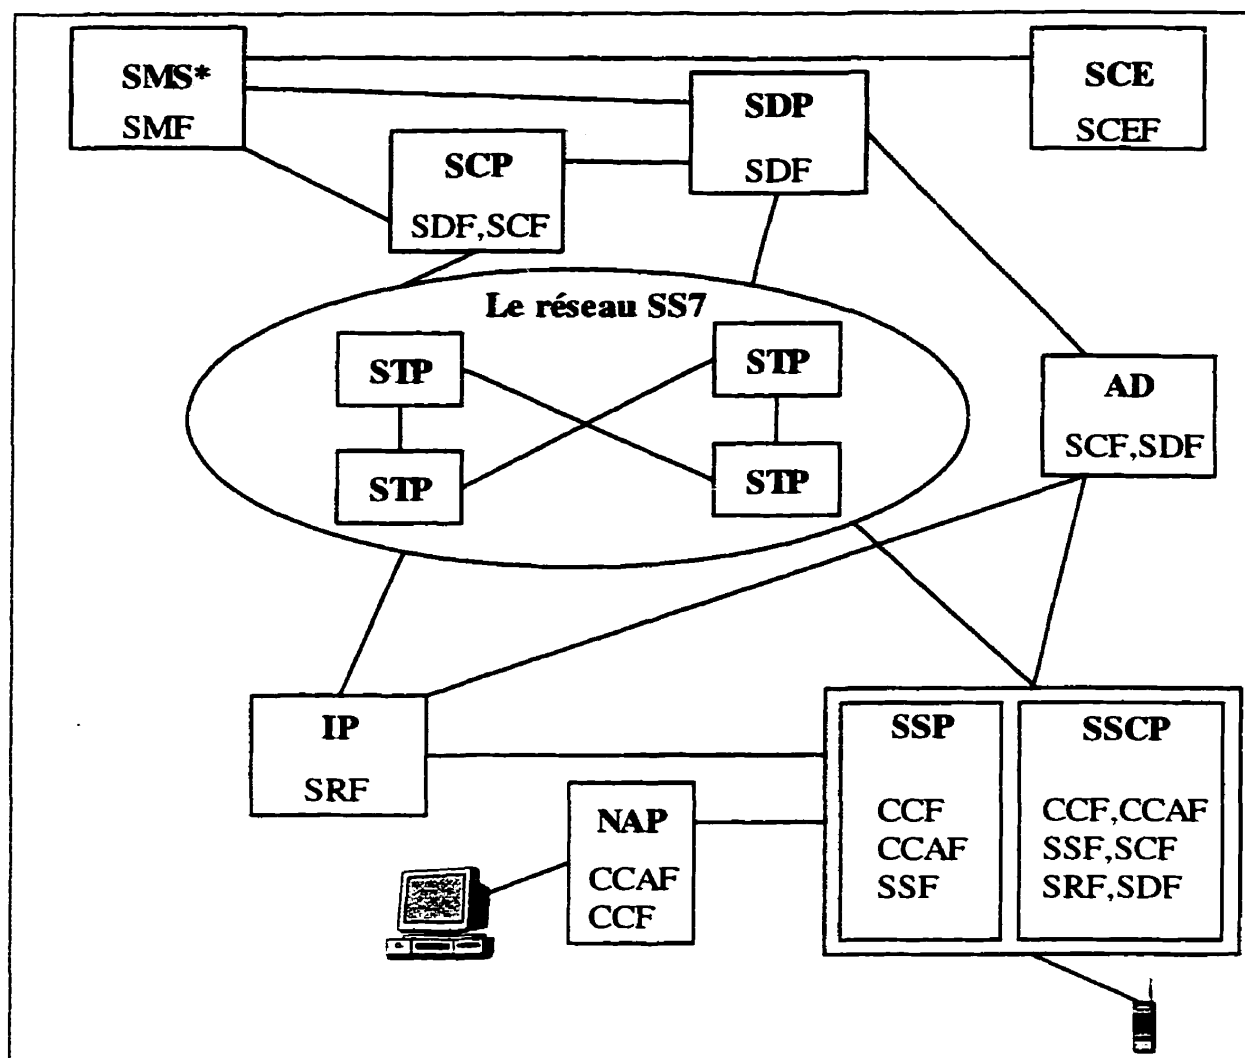 SMS*
SMF
SCE
SCEF
SDP
SDF
SCP
SDF,SCF
Le réseau SS7
STP
STP
STP
STP
AD
SCF,SDF
IP
SRF
NAP
CCAF
CCF
SSP
CCF
CCAF
SSF
SSCP
CCF,CCAF
SSF,SCF
SRF,SDF